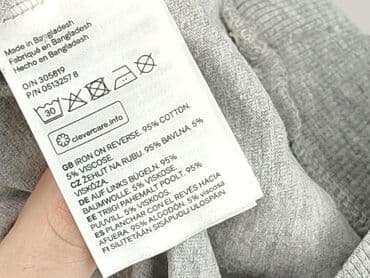 Made in Bangladesh
Fabriqué en Bangladesh
Hecho en Bangladesh
O/N 305819
P/N 0513257 8
30
clevercare.info
GB IRON ON REVERSE. 95% COTTON.
5% VISCOSE.
CZ ŽEHLIT NA RUBU. 95% BAVLNA. 5%
VISKÓZA.
DE AUF LINKS BÜGELN. 95%
BAUMWOLLE. 5% VISKOSE.
EE TRIIGI PAHEMALT POOLT. 95%
PUUVILL. 5% VISKOOS.
ES PLANCHAR CON EL REVÉS HACIA
AFUERA. 95% ALGODÓN. 5% VISCOSA.
FI SILITETÄÄN SISÄPUOLI ULOSPÄIN.